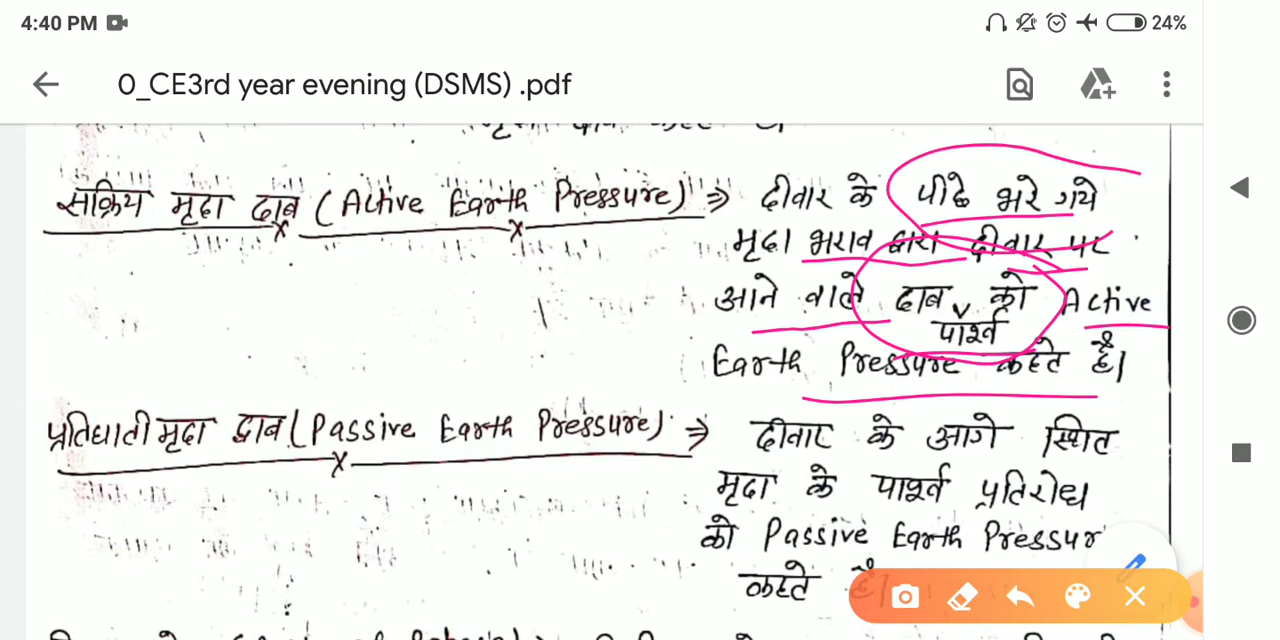 4:40 PM 24%
0_CE3rd year evening (DSMS) .pdf
सक्रिय मृदा दाब (Active Earth Pressure) ⇒ दीवार के पीछे भरे गये
मृदा भराव द्वारा दीवार पर
आने वाले दाब को Active
पार्श्व
Earth Pressure कहते है।
प्रतिघाती मृदा दाब (Passive Earth Pressure) ⇒ दीवार के आगे स्थित
मृदा के पार्श्व प्रतिरोध
को Passive Earth Pressur
कहते है।